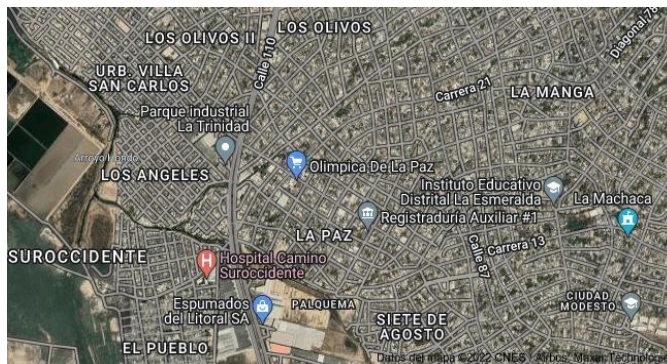 LOS OLIVOS
LOS OLIVOS II
Calle 110
Diagonal 78
URB. VILLA
SAN CARLOS
Carrera 21
LA MANGA
Parque industrial
La Trinidad
Arroyo Hondo
Olimpica De La Paz
LOS ANGELES
Instituto Educativo
Distrital La Esmeralda
La Machaca
Registraduría Auxiliar #1
LA PAZ
Carrera 13
Calle 87
SUROCCIDENTE
H
Hospital Camino
Suroccidente
Espumados
del Litoral SA
PALQUEMA
CIUDAD
MODESTO
SIETE DE
AGOSTO
EL PUEBLO
Datos del mapa ©2022 CNES / Airbus, Maxar Technologies